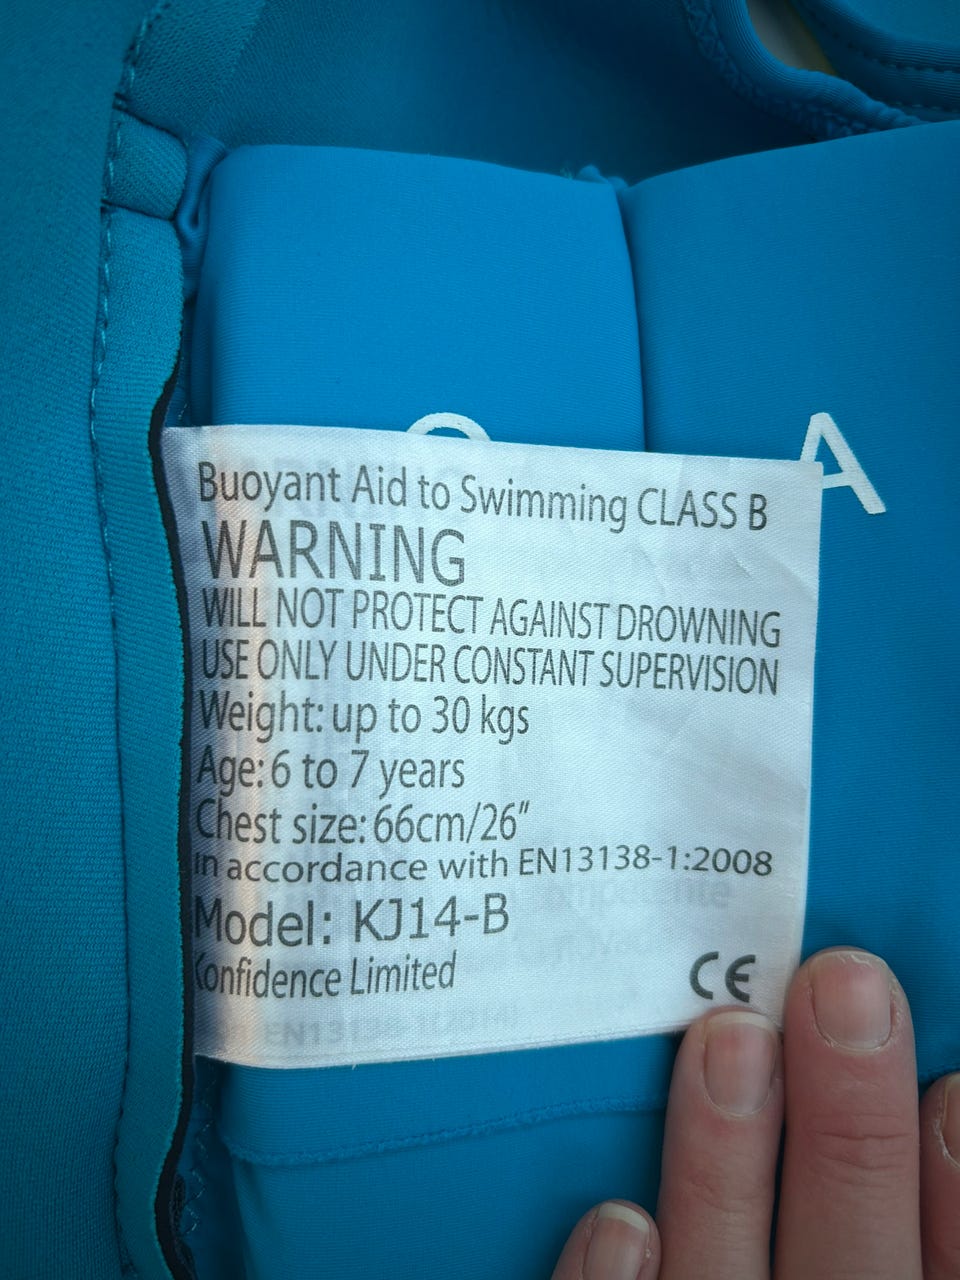 A
Buoyant Aid to Swimming CLASS B
WARNING
WILL NOT PROTECT AGAINST DROWNING
USE ONLY UNDER CONSTANT SUPERVISION
Weight: up to 30 kgs
Age: 6 to 7 years
Chest size: 66cm/26"
in accordance with EN13138-1:2008
Model: KJ14-B
Konfidence Limited
CE